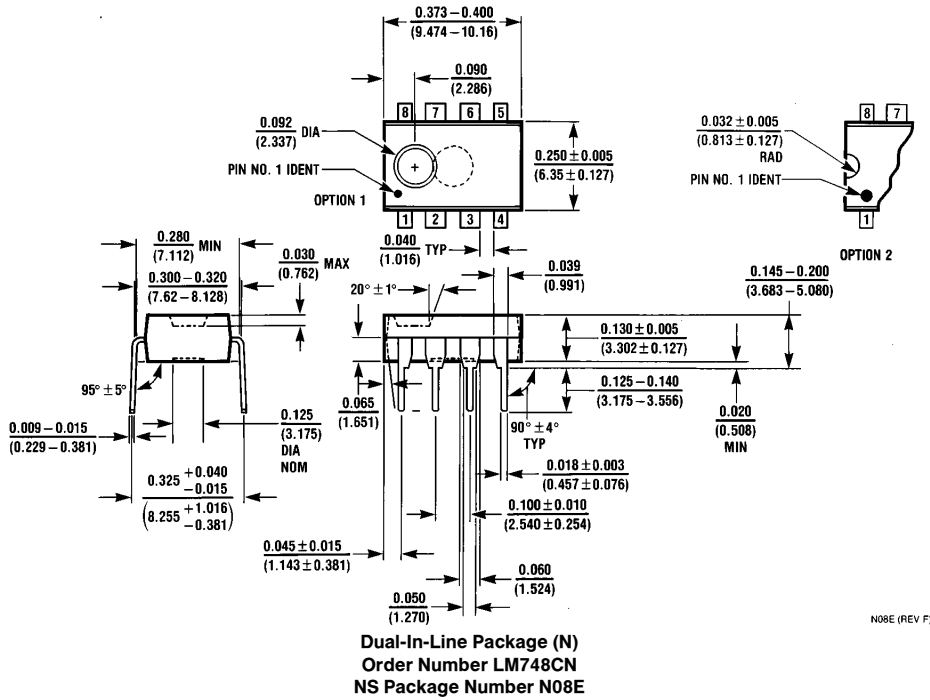 0.373 – 0.400
(9.474 – 10.16)
0.090
(2.286)
8 7 6 5
0.092
(2.337)
DIA
PIN NO. 1 IDENT
OPTION 1
0.250 ± 0.005
(6.35 ± 0.127)
1 2 3 4
0.032 ± 0.005
(0.813 ± 0.127)
RAD
PIN NO. 1 IDENT
8 7
1
OPTION 2
0.280
(7.112)
MIN
0.300 – 0.320
(7.62 – 8.128)
0.030
(0.762)
MAX
0.040
(1.016)
TYP
20° ± 1°
0.039
(0.991)
0.145 – 0.200
(3.683 – 5.080)
0.130 ± 0.005
(3.302 ± 0.127)
0.125 – 0.140
(3.175 – 3.556)
0.020
(0.508)
MIN
95° ± 5°
0.009 – 0.015
(0.229 – 0.381)
0.125
(3.175)
DIA
NOM
0.065
(1.651)
90° ± 4°
TYP
0.018 ± 0.003
(0.457 ± 0.076)
0.325 +0.040
−0.015
(8.255 +1.016
−0.381)
0.100 ± 0.010
(2.540 ± 0.254)
0.045 ± 0.015
(1.143 ± 0.381)
0.060
(1.524)
0.050
(1.270)
N08E (REV F)
Dual-In-Line Package (N)
Order Number LM748CN
NS Package Number N08E